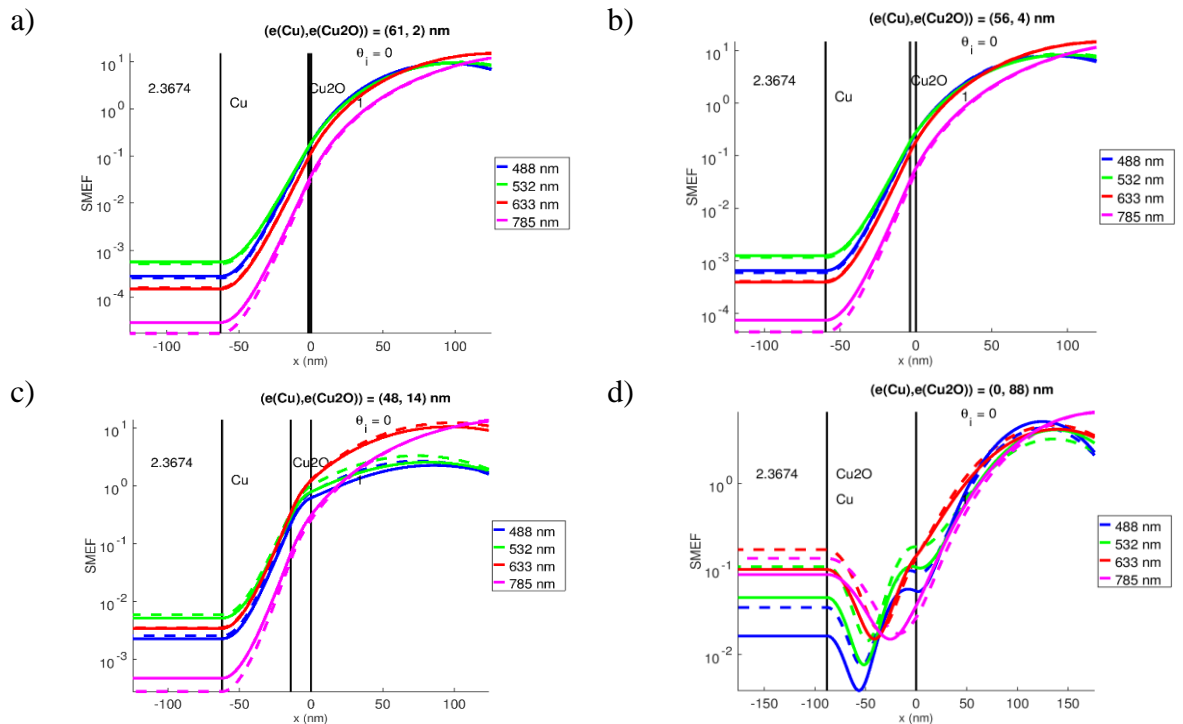 a)
(e(Cu),e(Cu2O)) = (61, 2) nm
θi = 0
10^1
10^0
10^-1
10^-2
10^-3
10^-4
SMEF
2.3674
Cu
Cu2O
1
488 nm
532 nm
633 nm
785 nm
-100
-50
0
50
100
x (nm)
b)
(e(Cu),e(Cu2O)) = (56, 4) nm
θi = 0
10^1
10^0
10^-1
10^-2
10^-3
10^-4
SMEF
2.3674
Cu
Cu2O
1
488 nm
532 nm
633 nm
785 nm
-100
-50
0
50
100
x (nm)
c)
(e(Cu),e(Cu2O)) = (48, 14) nm
θi = 0
10^1
10^0
10^-1
10^-2
10^-3
SMEF
2.3674
Cu
Cu2O
1
488 nm
532 nm
633 nm
785 nm
-100
-50
0
50
100
x (nm)
d)
(e(Cu),e(Cu2O)) = (0, 88) nm
θi = 0
10^0
10^-1
10^-2
SMEF
2.3674
Cu2O
Cu
488 nm
532 nm
633 nm
785 nm
-150
-100
-50
0
50
100
150
x (nm)